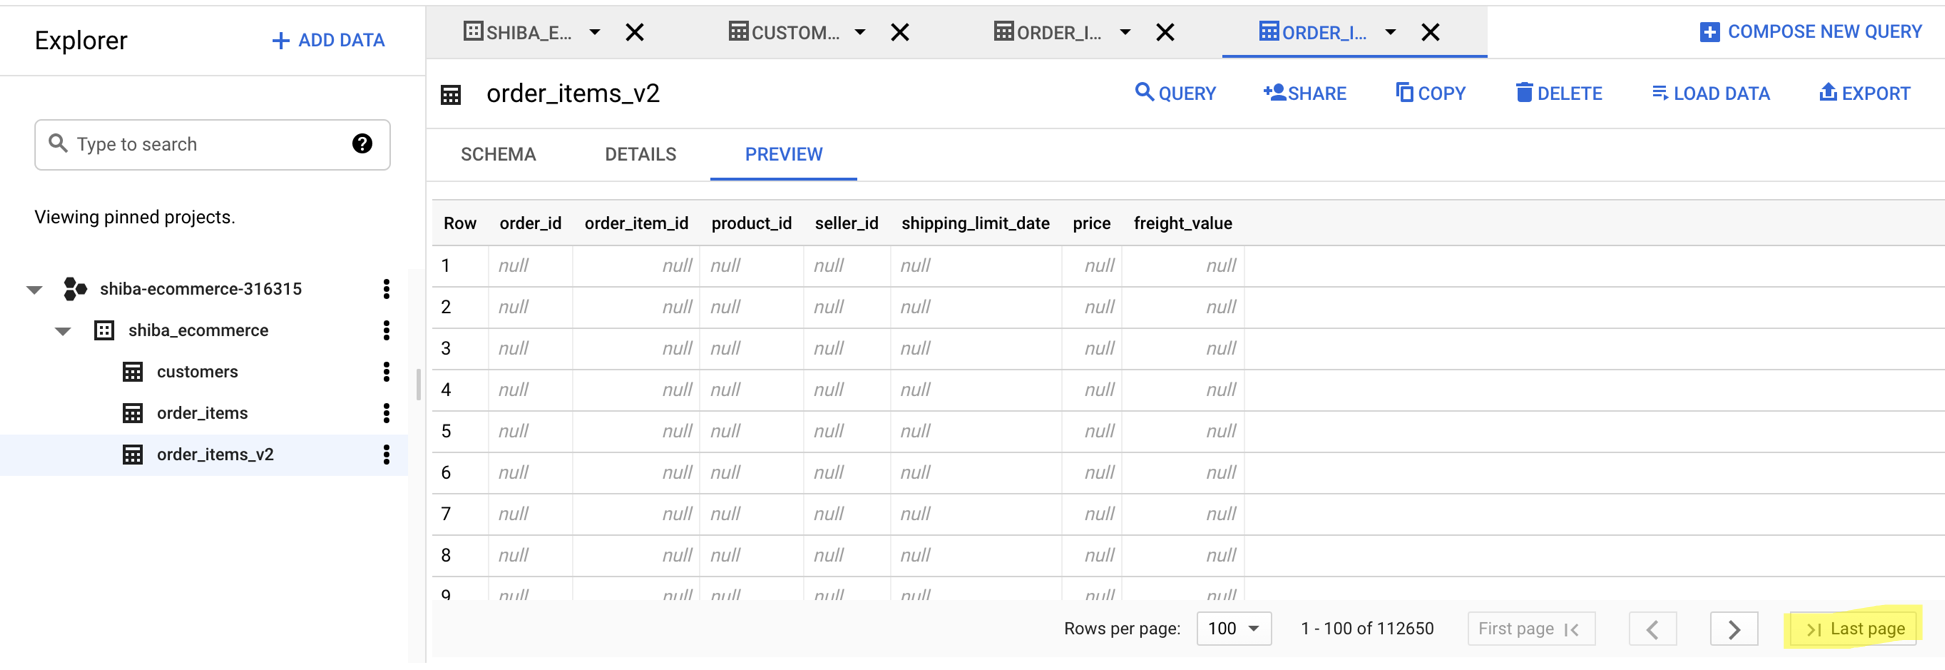 Explorer
+ ADD DATA
SHIBA_E...
CUSTOM...
ORDER_I...
ORDER_I...
COMPOSE NEW QUERY
order_items_v2
QUERY
SHARE
COPY
DELETE
LOAD DATA
EXPORT
Type to search
SCHEMA
DETAILS
PREVIEW
Viewing pinned projects.
shiba-ecommerce-316315
shiba_ecommerce
customers
order_items
order_items_v2
Row order_id order_item_id product_id seller_id shipping_limit_date price freight_value
1 null null null null null null null
2 null null null null null null null
3 null null null null null null null
4 null null null null null null null
5 null null null null null null null
6 null null null null null null null
7 null null null null null null null
8 null null null null null null null
9 null null null null null null null
Rows per page: 100 1 - 100 of 112650 First page Last page